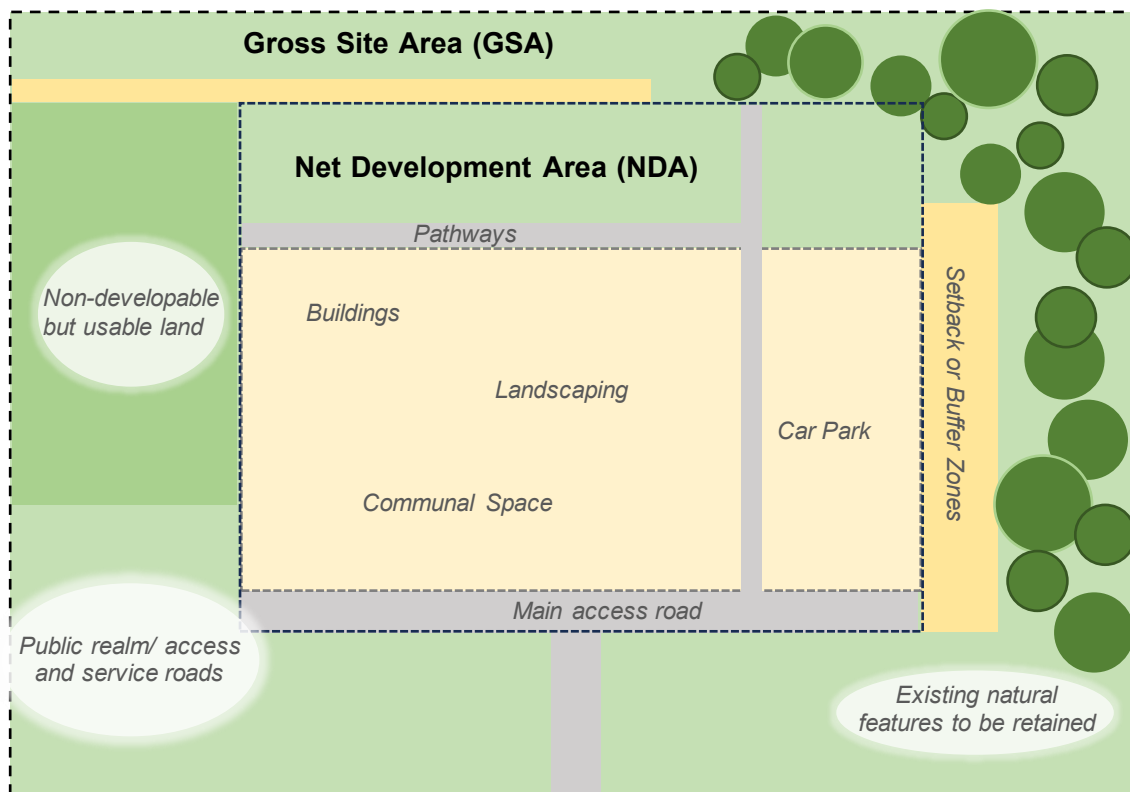 Gross Site Area (GSA)
Net Development Area (NDA)
Pathways
Non-developable
but usable land
Buildings
Landscaping
Car Park
Setback or Buffer Zones
Communal Space
Main access road
Public realm/ access
and service roads
Existing natural
features to be retained